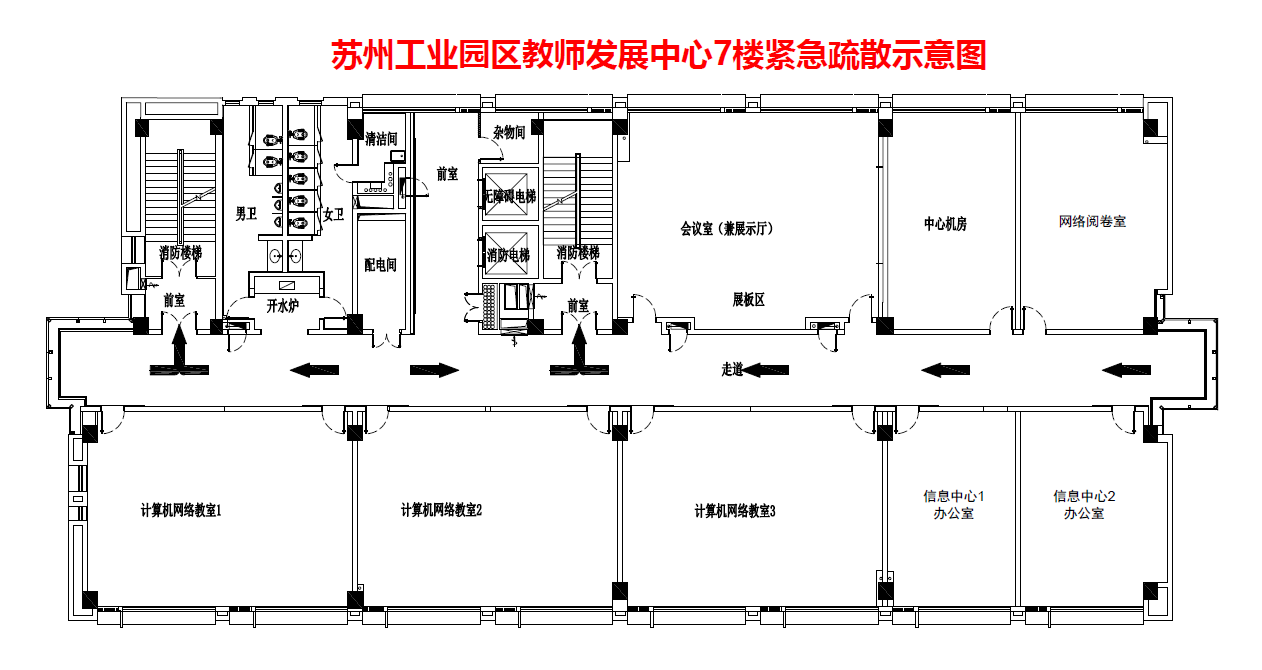 苏州工业园区教师发展中心7楼紧急疏散示意图
清洁间
杂物间
前室
无障碍电梯
男卫
女卫
会议室（兼展示厅）
中心机房
网络阅卷室
消防楼梯
配电间
消防电梯
消防楼梯
前室
开水炉
前室
展板区
走道
计算机网络教室1
计算机网络教室2
计算机网络教室3
信息中心1
办公室
信息中心2
办公室